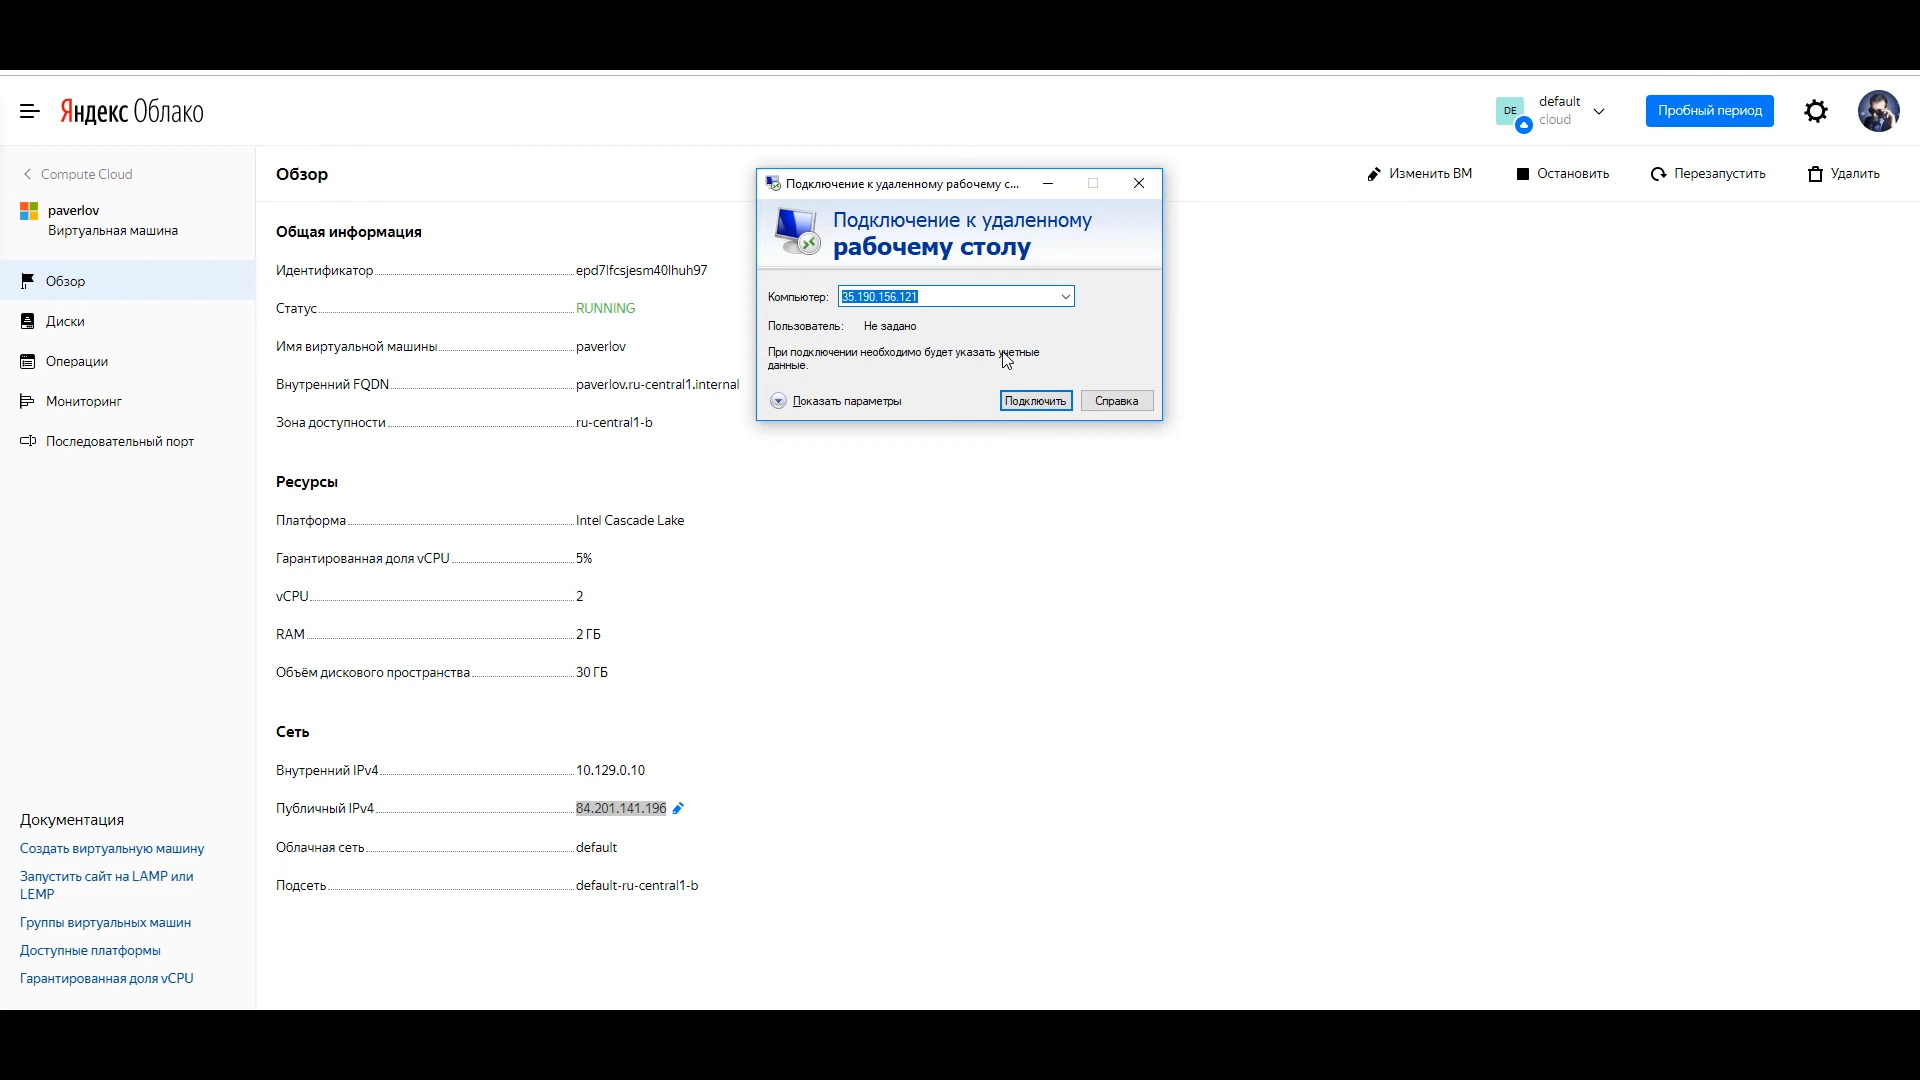 Яндекс Облако
DE
default
cloud
Пробный период
Compute Cloud
paverlov
Виртуальная машина
Обзор
Диски
Операции
Мониторинг
Последовательный порт
Документация
Создать виртуальную машину
Запустить сайт на LAMP или
LEMP
Группы виртуальных машин
Доступные платформы
Гарантированная доля vCPU
Обзор
Изменить ВМ
Остановить
Перезапустить
Удалить
Общая информация
Идентификатор epd7lfcsjesm40lhuh97
Статус RUNNING
Имя виртуальной машины paverlov
Внутренний FQDN paverlov.ru-central1.internal
Зона доступности ru-central1-b
Ресурсы
Платформа Intel Cascade Lake
Гарантированная доля vCPU 5%
vCPU 2
RAM 2 ГБ
Объём дискового пространства 30 ГБ
Сеть
Внутренний IPv4 10.129.0.10
Публичный IPv4 84.201.141.196
Облачная сеть default
Подсеть default-ru-central1-b
Подключение к удаленному рабочему с...
Подключение к удаленному
рабочему столу
Компьютер: 35.190.156.121
Пользователь: Не задано
При подключении необходимо будет указать учетные
данные.
Показать параметры
Подключить
Справка